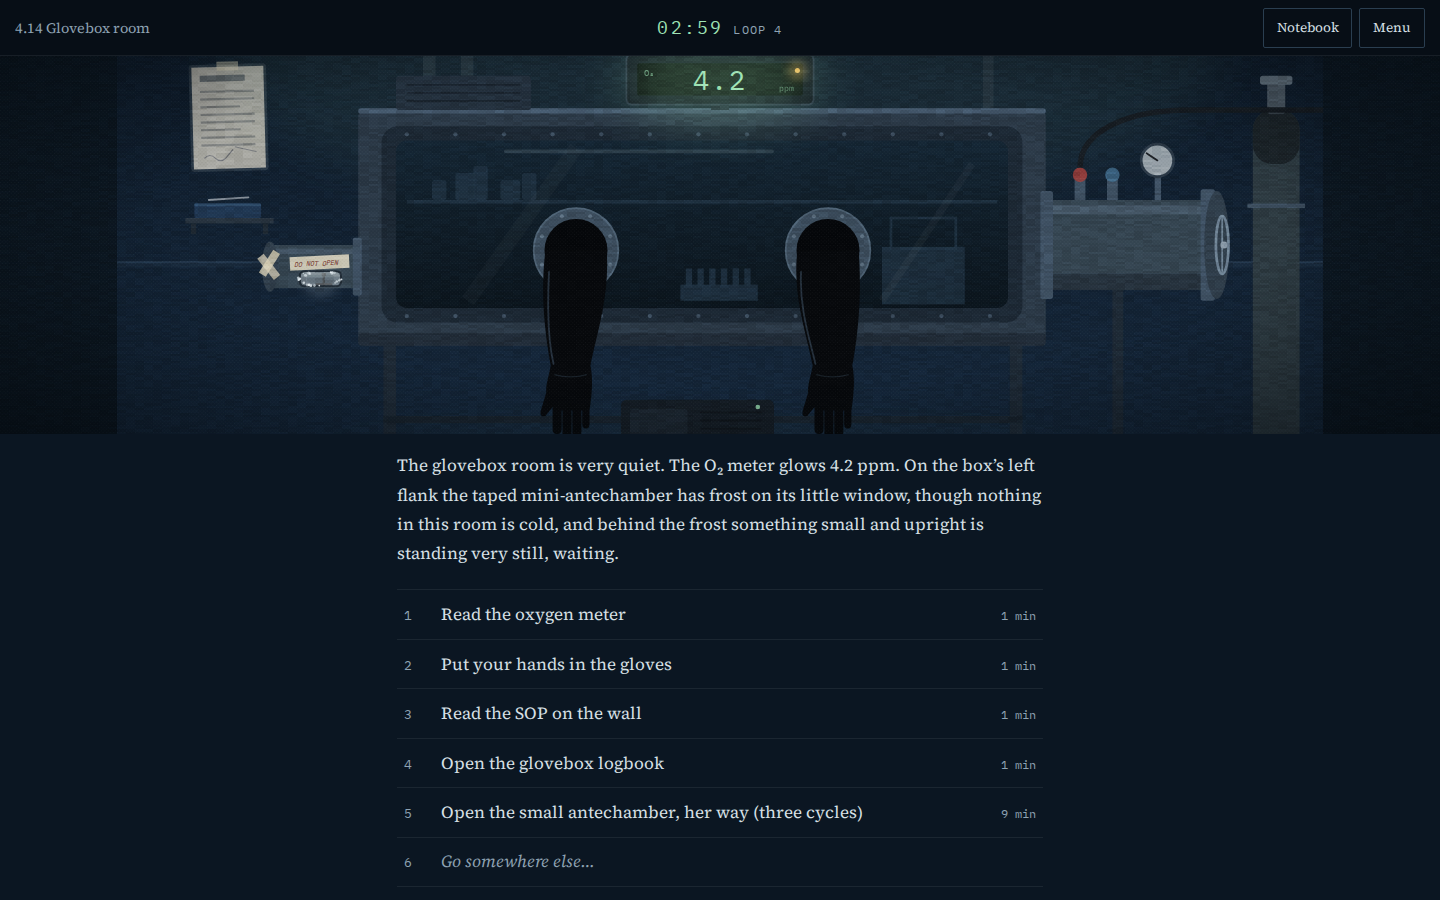 4.14 Glovebox room
02:59 LOOP 4
Notebook
Menu
O₂
4.2
ppm
DO NOT OPEN
The glovebox room is very quiet. The O₂ meter glows 4.2 ppm. On the box’s left
flank the taped mini-antechamber has frost on its little window, though nothing
in this room is cold, and behind the frost something small and upright is
standing very still, waiting.
1 Read the oxygen meter 1 min
2 Put your hands in the gloves 1 min
3 Read the SOP on the wall 1 min
4 Open the glovebox logbook 1 min
5 Open the small antechamber, her way (three cycles) 9 min
6 Go somewhere else…